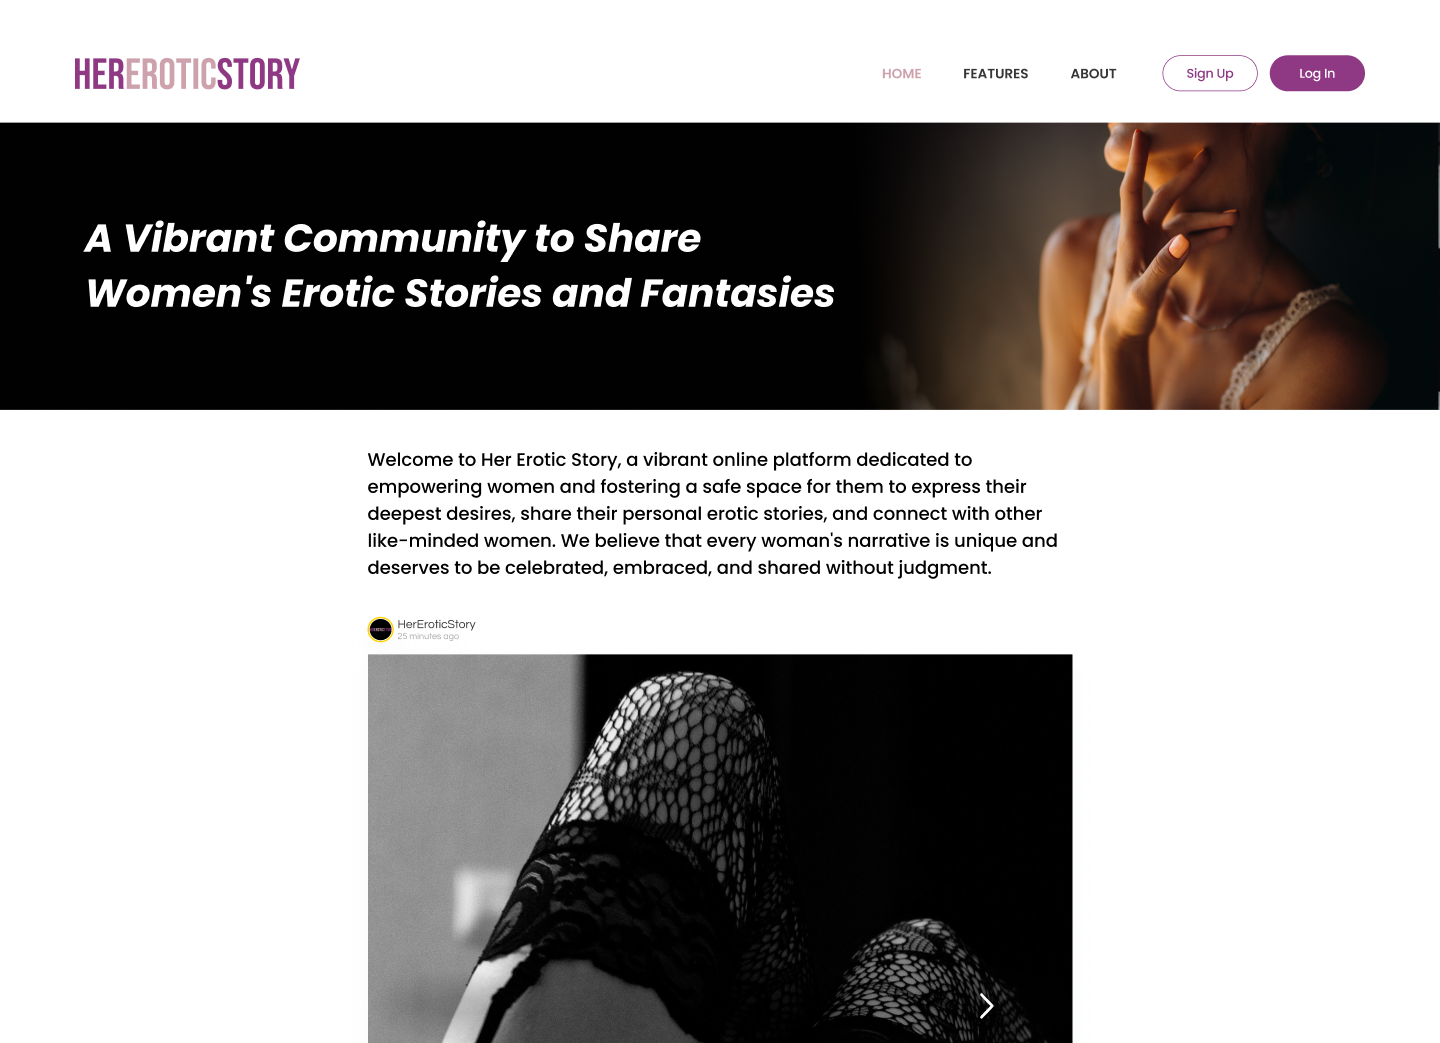 HEREROTICSTORY
HOME FEATURES ABOUT Sign Up Log In
A Vibrant Community to Share
Women's Erotic Stories and Fantasies
Welcome to Her Erotic Story, a vibrant online platform dedicated to
empowering women and fostering a safe space for them to express their
deepest desires, share their personal erotic stories, and connect with other
like-minded women. We believe that every woman's narrative is unique and
deserves to be celebrated, embraced, and shared without judgment.
HerEroticStory
25 minutes ago